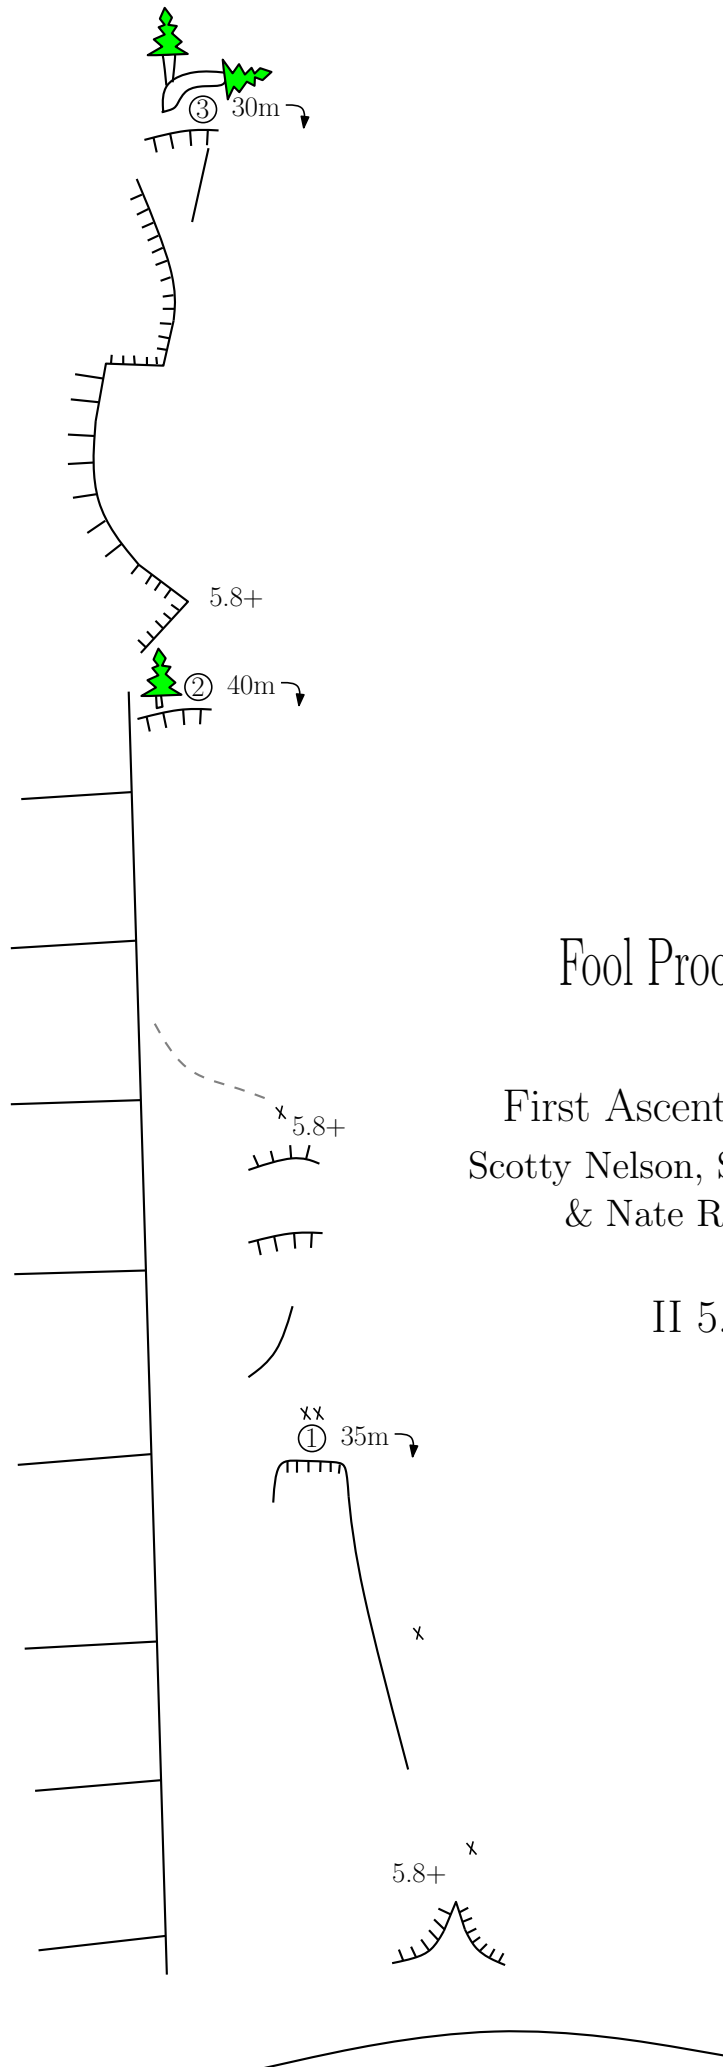 3 30m
5.8+
2 40m
Fool Proo
5.8+
First Ascent
Scotty Nelson, S
& Nate R
II 5.
xx
1 35m
x
x
5.8+